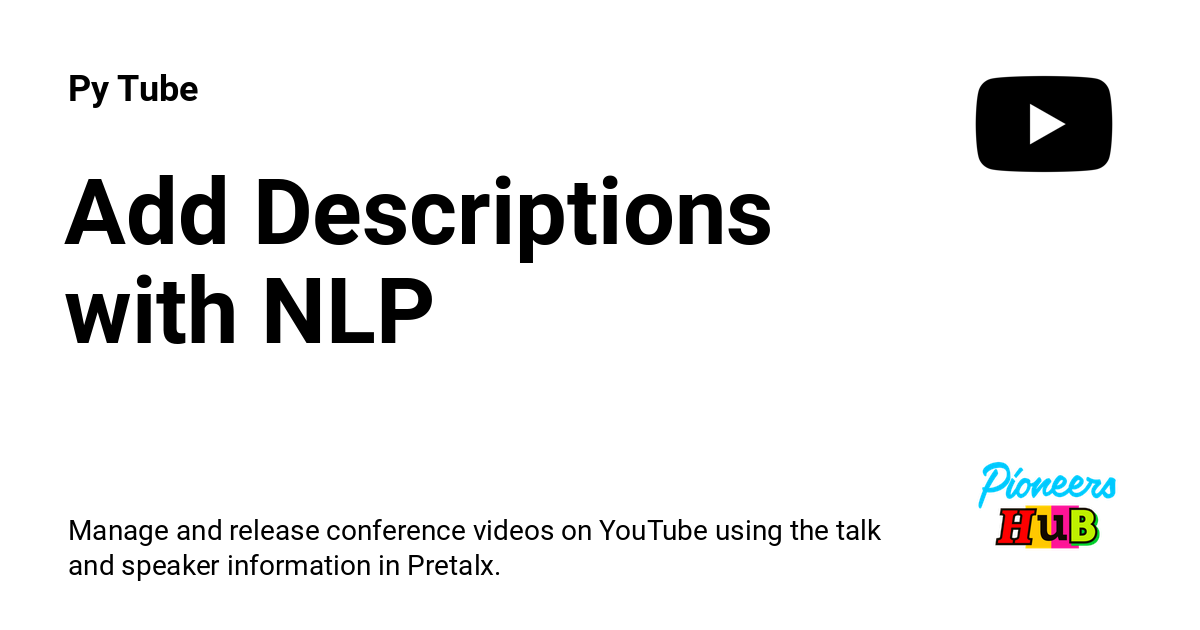 Py Tube
Add Descriptions
with NLP
Manage and release conference videos on YouTube using the talk
and speaker information in Pretalx.
Pioneers
HuB